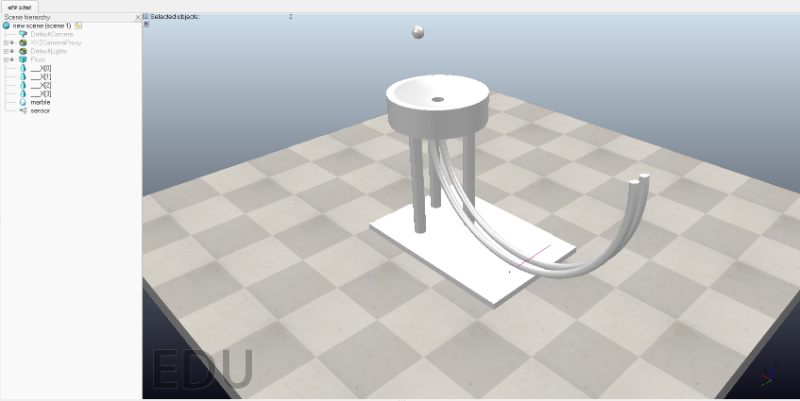 new scene
Selected objects: 0
Scene hierarchy
new scene (scene 1)
DefaultCamera
XYZCameraProxy
DefaultLights
Floor
___X[0]
___X[1]
___X[2]
___X[3]
marble
sensor
EDU